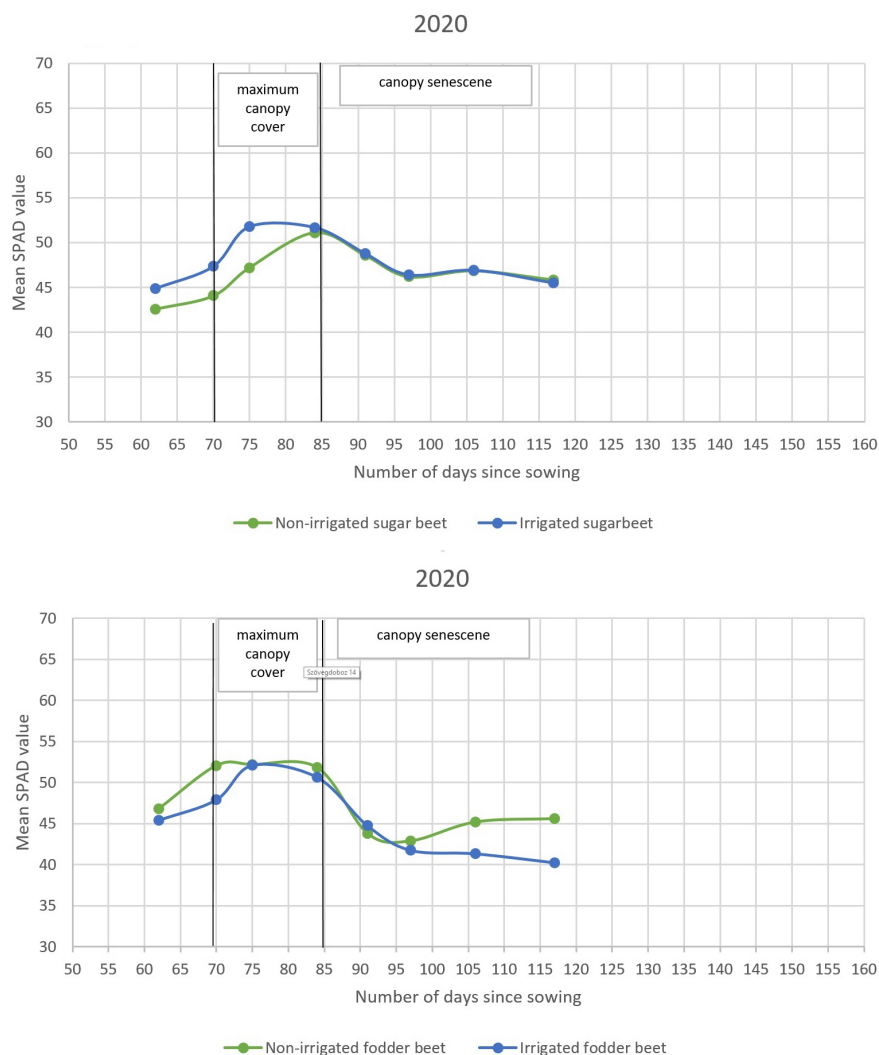 2020
70
65
60
55
50
45
40
35
30
Mean SPAD value
maximum
canopy
cover
canopy senescene
50 55 60 65 70 75 80 85 90 95 100 105 110 115 120 125 130 135 140 145 150 155 160
Number of days since sowing
Non-irrigated sugar beet Irrigated sugarbeet
2020
70
65
60
55
50
45
40
35
30
Mean SPAD value
maximum
canopy
cover
canopy senescene
Szövegdoboz 14
50 55 60 65 70 75 80 85 90 95 100 105 110 115 120 125 130 135 140 145 150 155 160
Number of days since sowing
Non-irrigated fodder beet Irrigated fodder beet